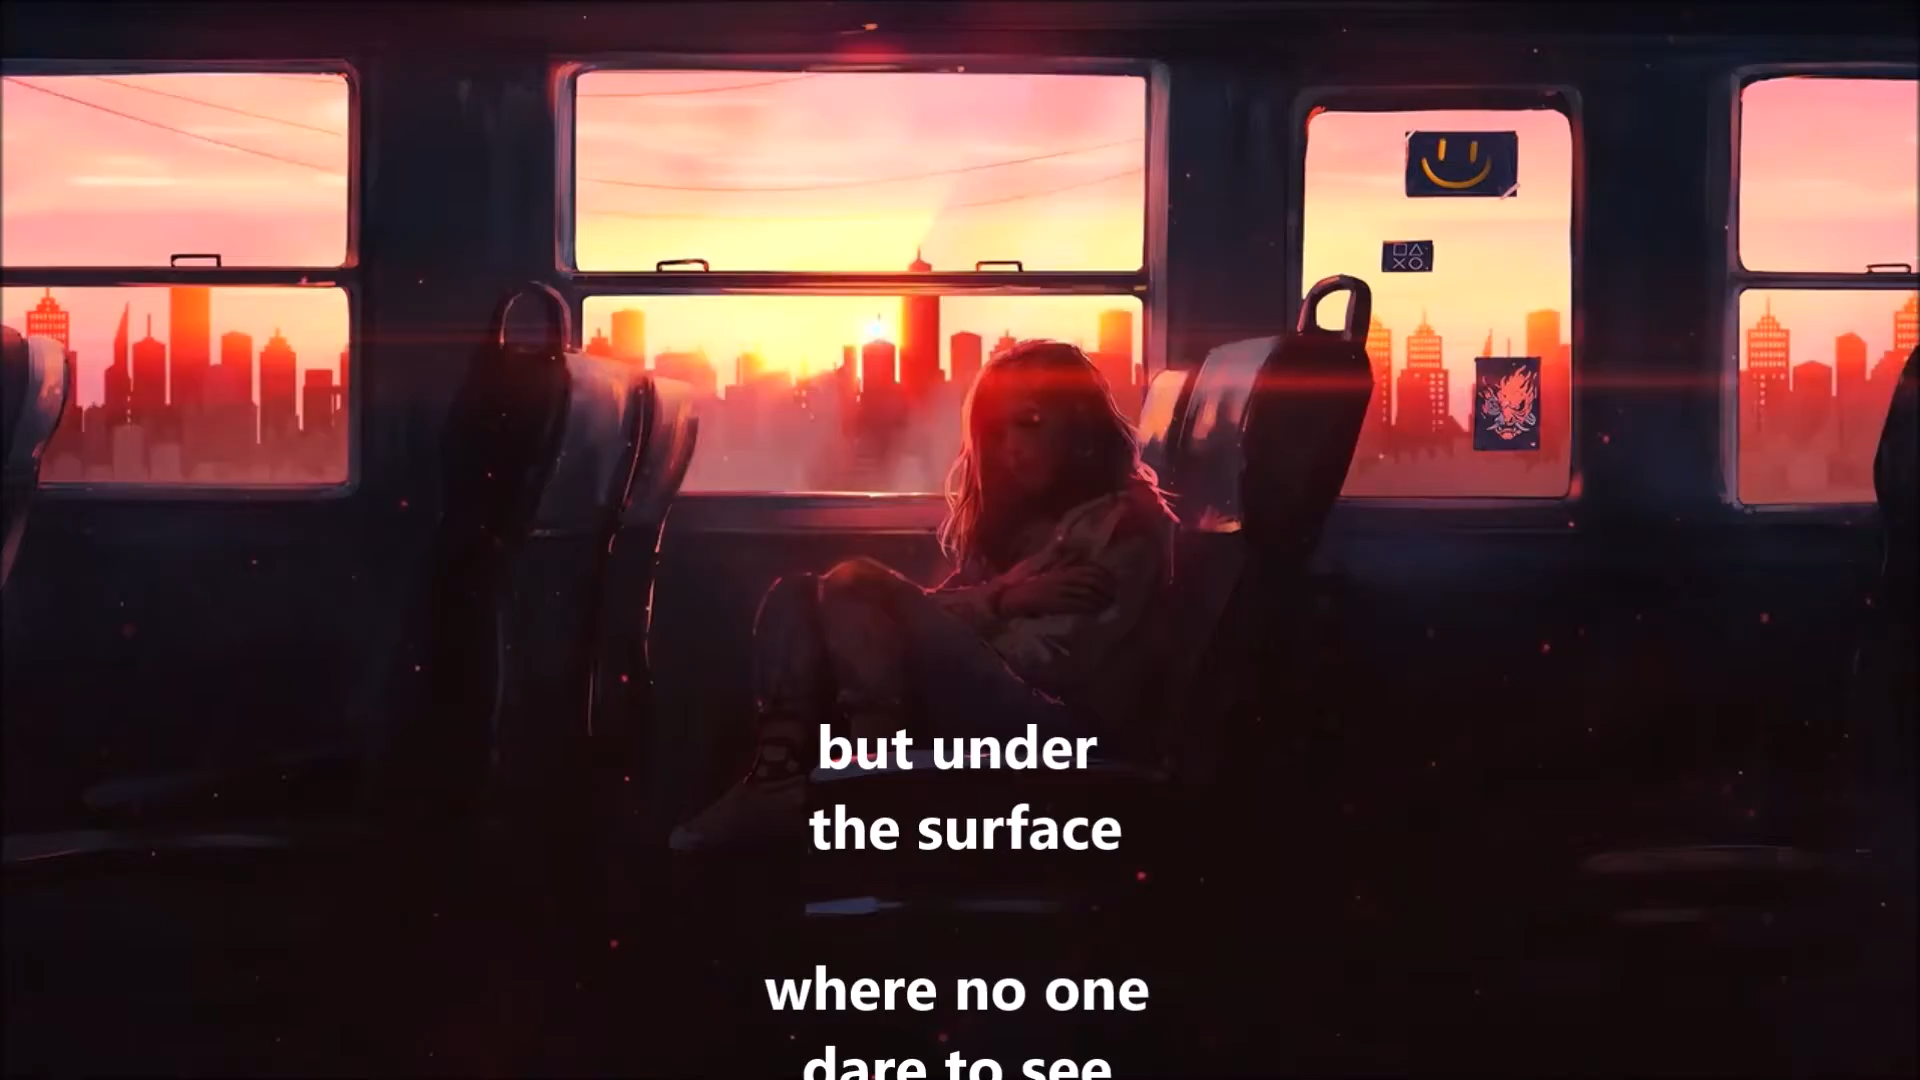 but under
the surface
where no one
dare to see